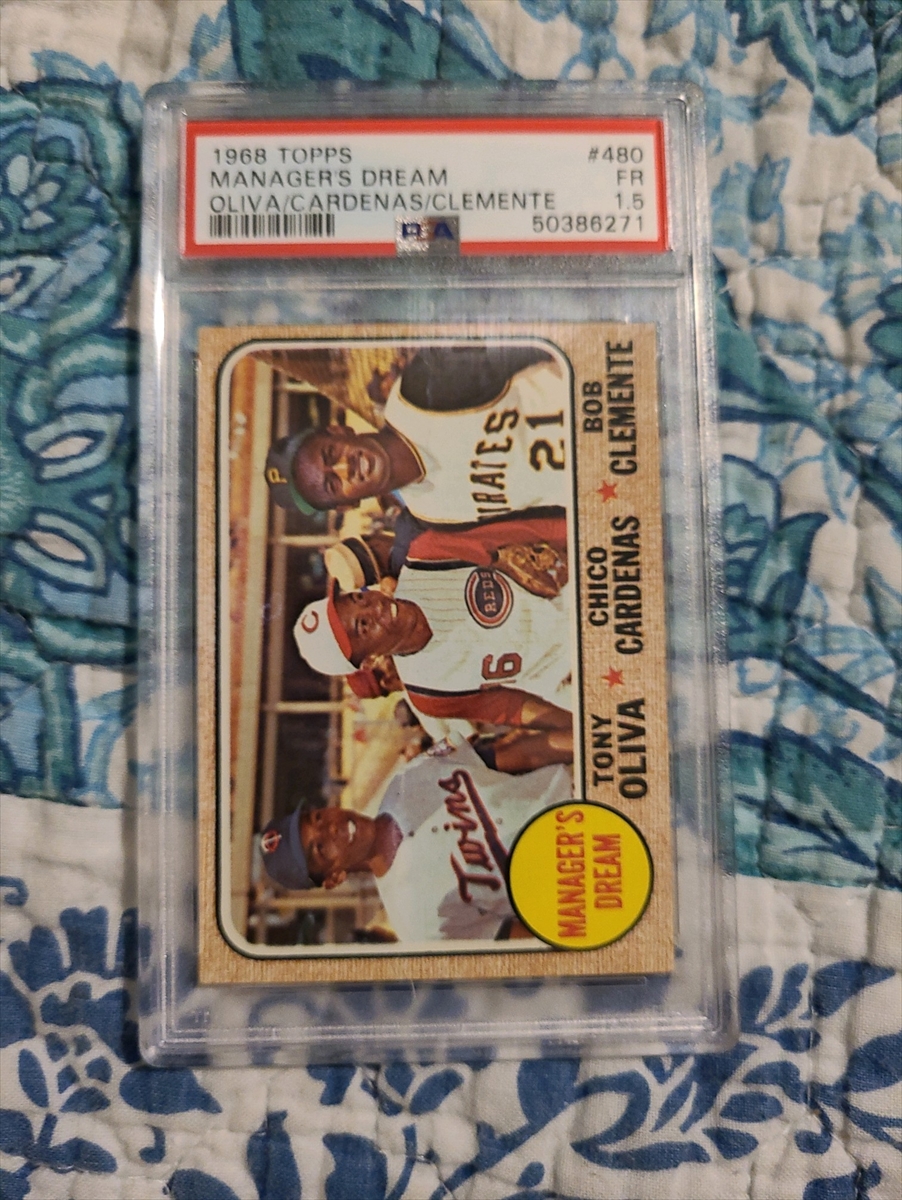 1968 TOPPS #480
MANAGER'S DREAM FR
OLIVA/CARDENAS/CLEMENTE 1.5
PSA 50386271
P
PIRATES
21
C
REDS
16
TC
Twins
MANAGER'S
DREAM
TONY CHICO BOB
OLIVA ★ CARDENAS ★ CLEMENTE